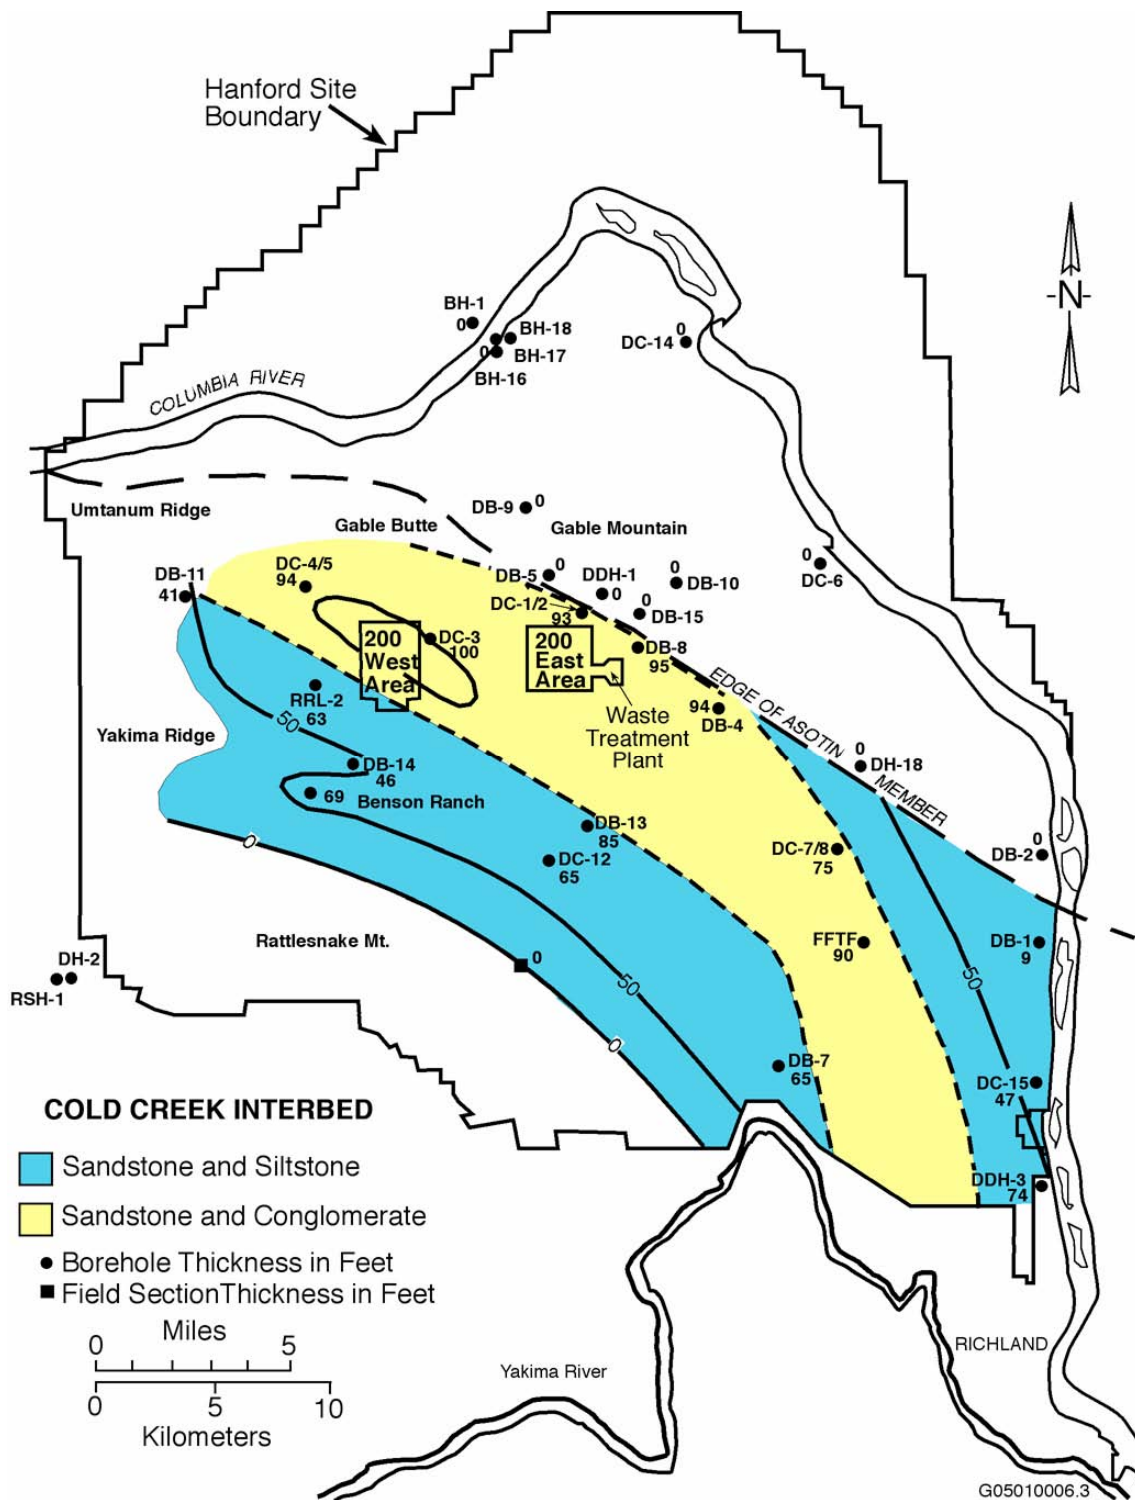 Hanford Site
Boundary
-N-
BH-1
0
BH-18
BH-17
0
BH-16
0
DC-14
COLUMBIA RIVER
Umtanum Ridge
DB-9
0
Gable Butte
Gable Mountain
0
DC-6
DB-11
41
DC-4/5
94
DB-5
0
DDH-1
0
0
DB-10
DC-1/2
93
0
DB-15
DC-3
100
200
West
Area
200
East
Area
DB-8
95
Waste
Treatment
Plant
94
DB-4
EDGE OF ASOTIN
MEMBER
RRL-2
63
50
Yakima Ridge
DB-14
46
69
Benson Ranch
0
DH-18
0
DB-13
85
DC-12
65
DC-7/8
75
0
DB-2
Rattlesnake Mt.
0
FFTF
90
DB-1
9
DH-2
RSH-1
50
50
0
DB-7
65
DC-15
47
DDH-3
74
COLD CREEK INTERBED
Sandstone and Siltstone
Sandstone and Conglomerate
Borehole Thickness in Feet
Field SectionThickness in Feet
Miles
0 5
0 5 10
Kilometers
Yakima River
RICHLAND
G05010006.3